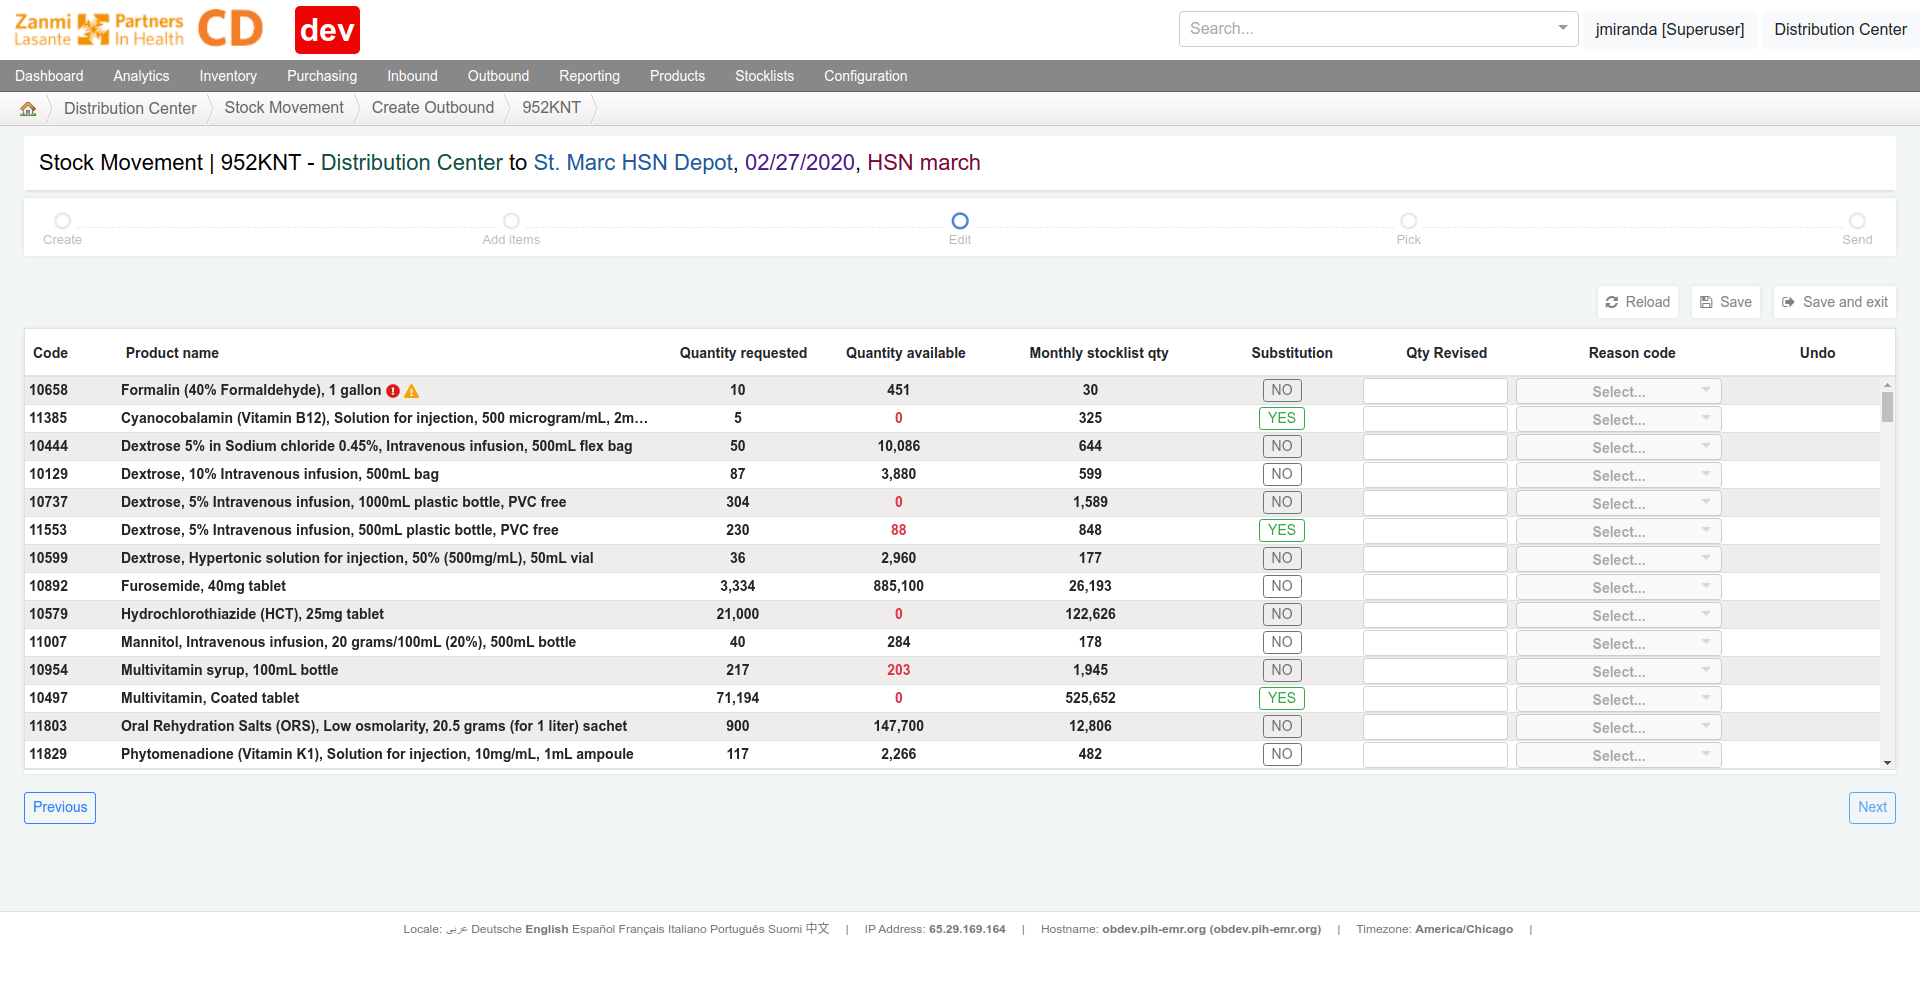 Zanmi Lasante Partners In Health CD dev Search... jmiranda [Superuser] Distribution Center
Dashboard Analytics Inventory Purchasing Inbound Outbound Reporting Products Stocklists Configuration
Distribution Center Stock Movement Create Outbound 952KNT
Stock Movement | 952KNT - Distribution Center to St. Marc HSN Depot, 02/27/2020, HSN march
Create Add items Edit Pick Send
Reload Save Save and exit
Code Product name Quantity requested Quantity available Monthly stocklist qty Substitution Qty Revised Reason code Undo
10658 Formalin (40% Formaldehyde), 1 gallon 10 451 30 NO Select...
11385 Cyanocobalamin (Vitamin B12), Solution for injection, 500 microgram/mL, 2m... 5 0 325 YES Select...
10444 Dextrose 5% in Sodium chloride 0.45%, Intravenous infusion, 500mL flex bag 50 10,086 644 NO Select...
10129 Dextrose, 10% Intravenous infusion, 500mL bag 87 3,880 599 NO Select...
10737 Dextrose, 5% Intravenous infusion, 1000mL plastic bottle, PVC free 304 0 1,589 NO Select...
11553 Dextrose, 5% Intravenous infusion, 500mL plastic bottle, PVC free 230 88 848 YES Select...
10599 Dextrose, Hypertonic solution for injection, 50% (500mg/mL), 50mL vial 36 2,960 177 NO Select...
10892 Furosemide, 40mg tablet 3,334 885,100 26,193 NO Select...
10579 Hydrochlorothiazide (HCT), 25mg tablet 21,000 0 122,626 NO Select...
11007 Mannitol, Intravenous infusion, 20 grams/100mL (20%), 500mL bottle 40 284 178 NO Select...
10954 Multivitamin syrup, 100mL bottle 217 203 1,945 NO Select...
10497 Multivitamin, Coated tablet 71,194 0 525,652 YES Select...
11803 Oral Rehydration Salts (ORS), Low osmolarity, 20.5 grams (for 1 liter) sachet 900 147,700 12,806 NO Select...
11829 Phytomenadione (Vitamin K1), Solution for injection, 10mg/mL, 1mL ampoule 117 2,266 482 NO Select...
Previous Next
Locale: عربى Deutsche English Español Français Italiano Português Suomi 中文 | IP Address: 65.29.169.164 | Hostname: obdev.pih-emr.org (obdev.pih-emr.org) | Timezone: America/Chicago |